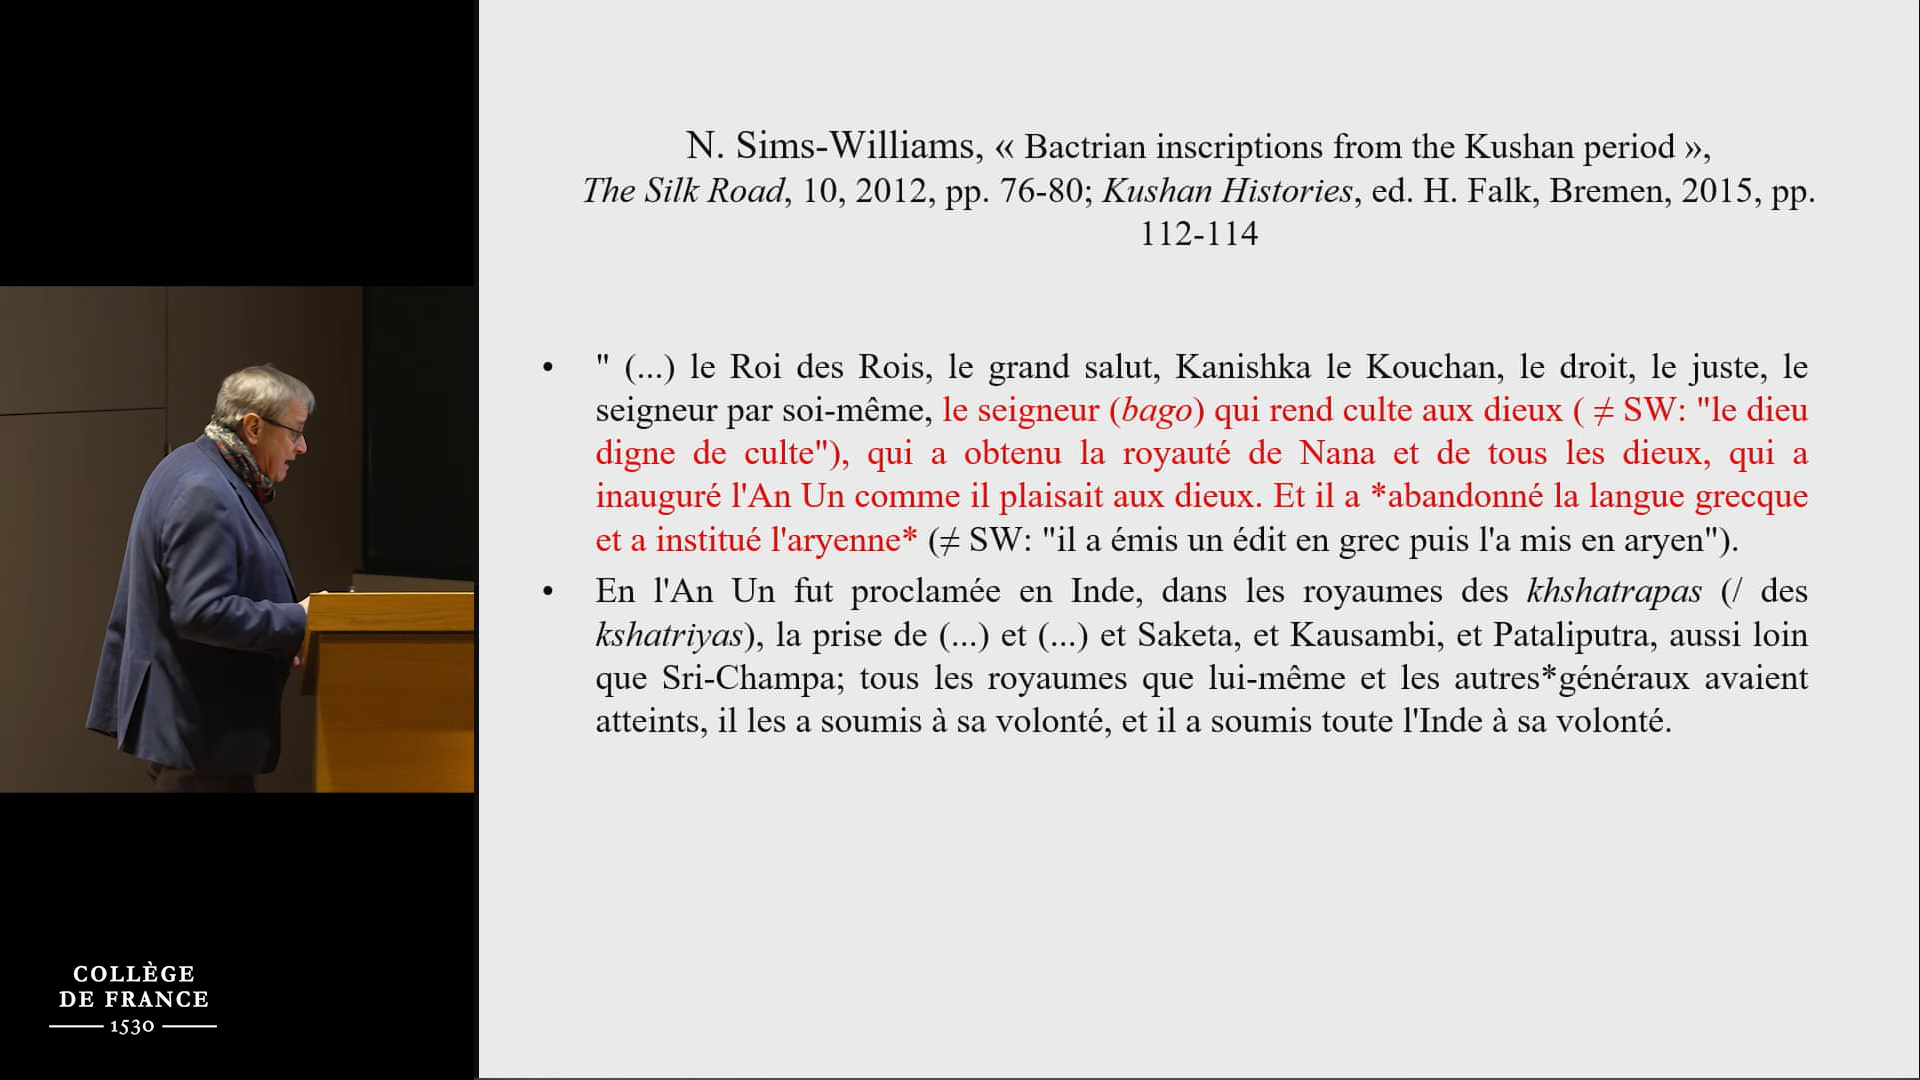 N. Sims-Williams, « Bactrian inscriptions from the Kushan period »,
The Silk Road, 10, 2012, pp. 76-80; Kushan Histories, ed. H. Falk, Bremen, 2015, pp.
112-114
• " (...) le Roi des Rois, le grand salut, Kanishka le Kouchan, le droit, le juste, le
seigneur par soi-même, le seigneur (bago) qui rend culte aux dieux ( ≠ SW: "le dieu
digne de culte"), qui a obtenu la royauté de Nana et de tous les dieux, qui a
inauguré l'An Un comme il plaisait aux dieux. Et il a *abandonné la langue grecque
et a institué l'aryenne* (≠ SW: "il a émis un édit en grec puis l'a mis en aryen").
• En l'An Un fut proclamée en Inde, dans les royaumes des khshatrapas (/ des
kshatriyas), la prise de (...) et (...) et Saketa, et Kausambi, et Pataliputra, aussi loin
que Sri-Champa; tous les royaumes que lui-même et les autres*généraux avaient
atteints, il les a soumis à sa volonté, et il a soumis toute l'Inde à sa volonté.
COLLÈGE
DE FRANCE
1530